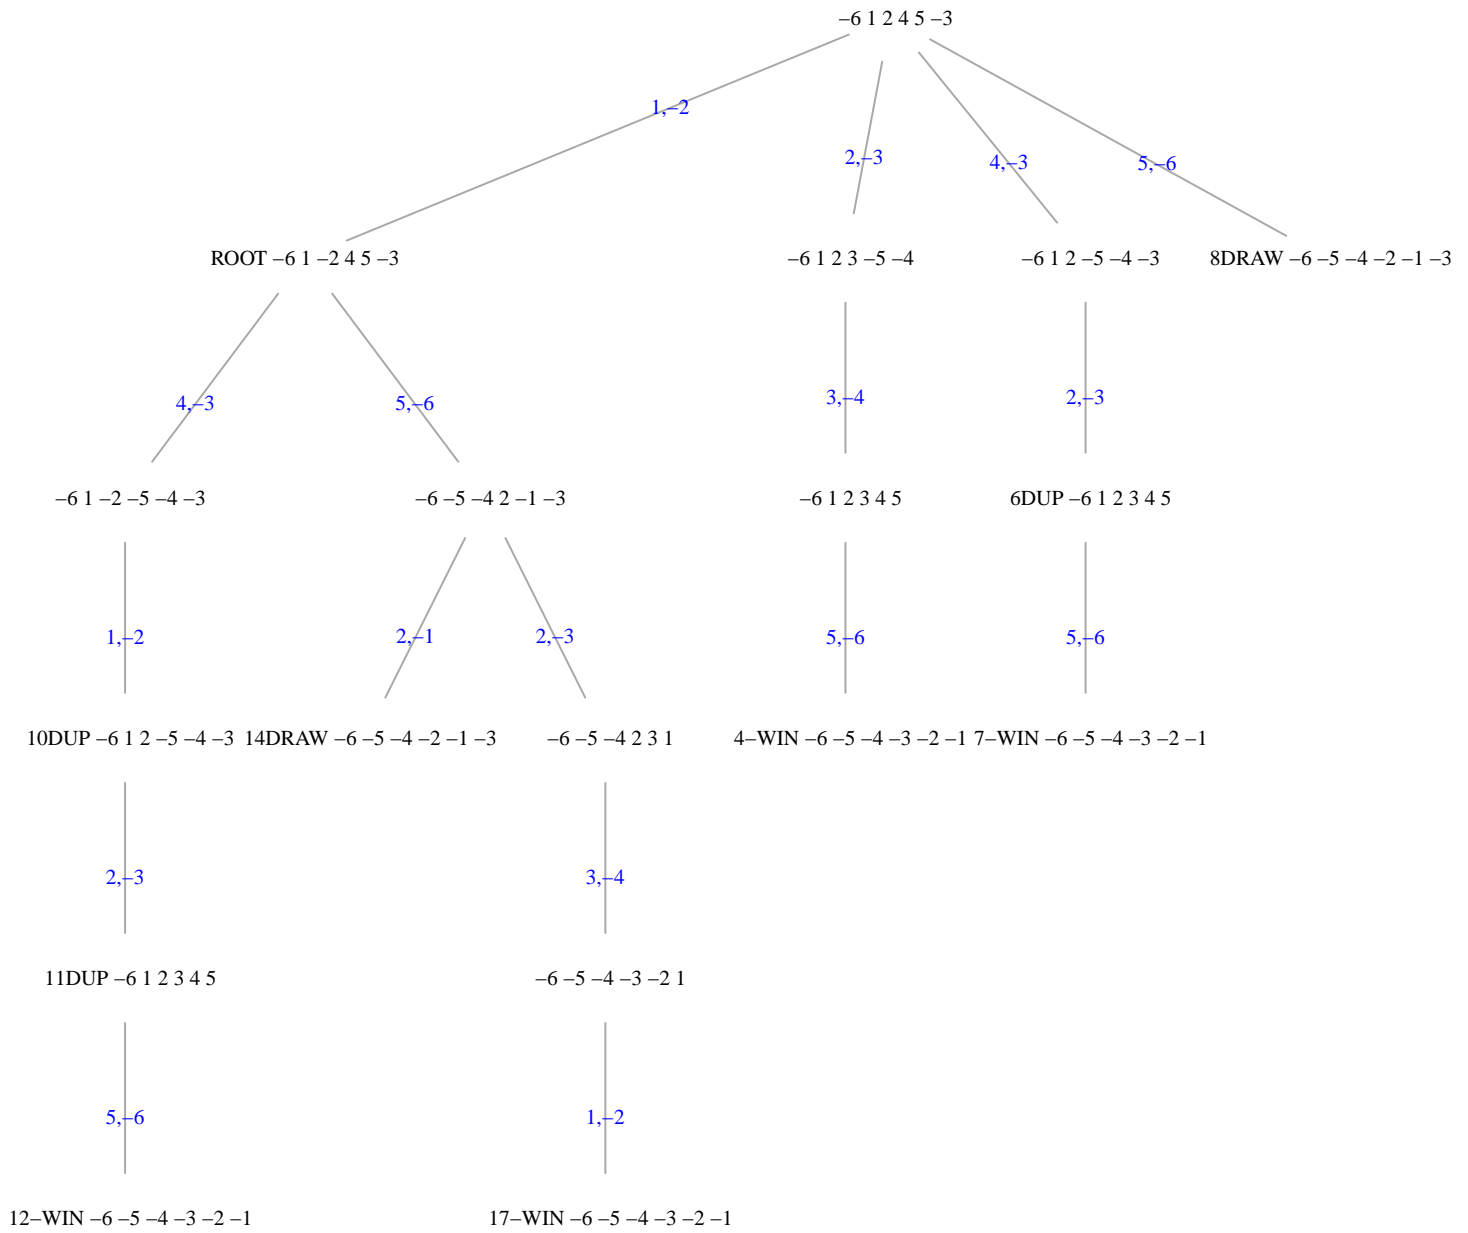 −6 1 2 4 5 −3
1,−2
2,−3
4,−3
5,−6
ROOT −6 1 −2 4 5 −3
−6 1 2 3 −5 −4
−6 1 2 −5 −4 −3
8DRAW −6 −5 −4 −2 −1 −3
4,−3
5,−6
3,−4
2,−3
−6 1 −2 −5 −4 −3
−6 −5 −4 2 −1 −3
−6 1 2 3 4 5
6DUP −6 1 2 3 4 5
1,−2
2,−1
2,−3
5,−6
5,−6
10DUP −6 1 2 −5 −4 −3
14DRAW −6 −5 −4 −2 −1 −3
−6 −5 −4 2 3 1
4−WIN −6 −5 −4 −3 −2 −1
7−WIN −6 −5 −4 −3 −2 −1
2,−3
3,−4
11DUP −6 1 2 3 4 5
−6 −5 −4 −3 −2 1
5,−6
1,−2
12−WIN −6 −5 −4 −3 −2 −1
17−WIN −6 −5 −4 −3 −2 −1